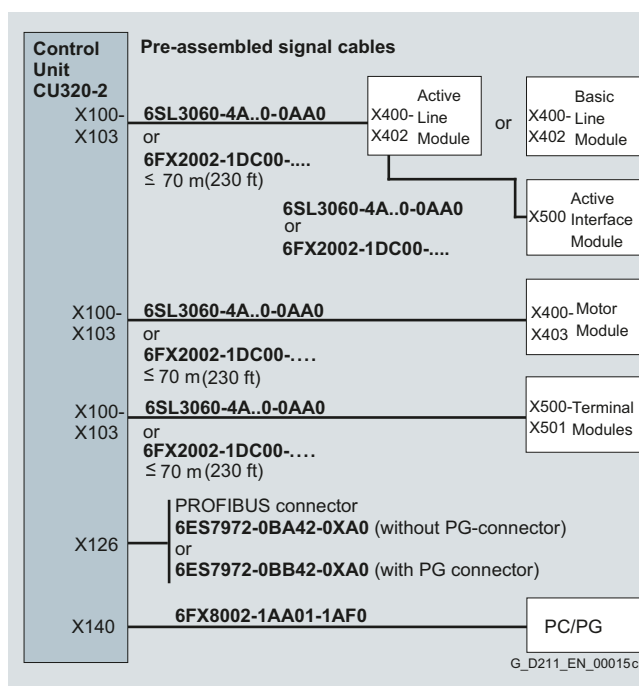 Control
Unit
CU320-2
Pre-assembled signal cables
X100-
X103
6SL3060-4A..0-0AA0
or
6FX2002-1DC00-....
≤ 70 m(230 ft)
Active
X400- Line
X402 Module
or
Basic
X400- Line
X402 Module
6SL3060-4A..0-0AA0
or
6FX2002-1DC00-....
Active
X500 Interface
Module
X100-
X103
6SL3060-4A..0-0AA0
or
6FX2002-1DC00-....
≤ 70 m(230 ft)
X400- Motor
X403 Module
X100-
X103
6SL3060-4A..0-0AA0
or
6FX2002-1DC00-....
≤ 70 m(230 ft)
X500-Terminal
X501 Modules
X126
PROFIBUS connector
6ES7972-0BA42-0XA0 (without PG-connector)
or
6ES7972-0BB42-0XA0 (with PG connector)
X140
6FX8002-1AA01-1AF0
PC/PG
G_D211_EN_00015c